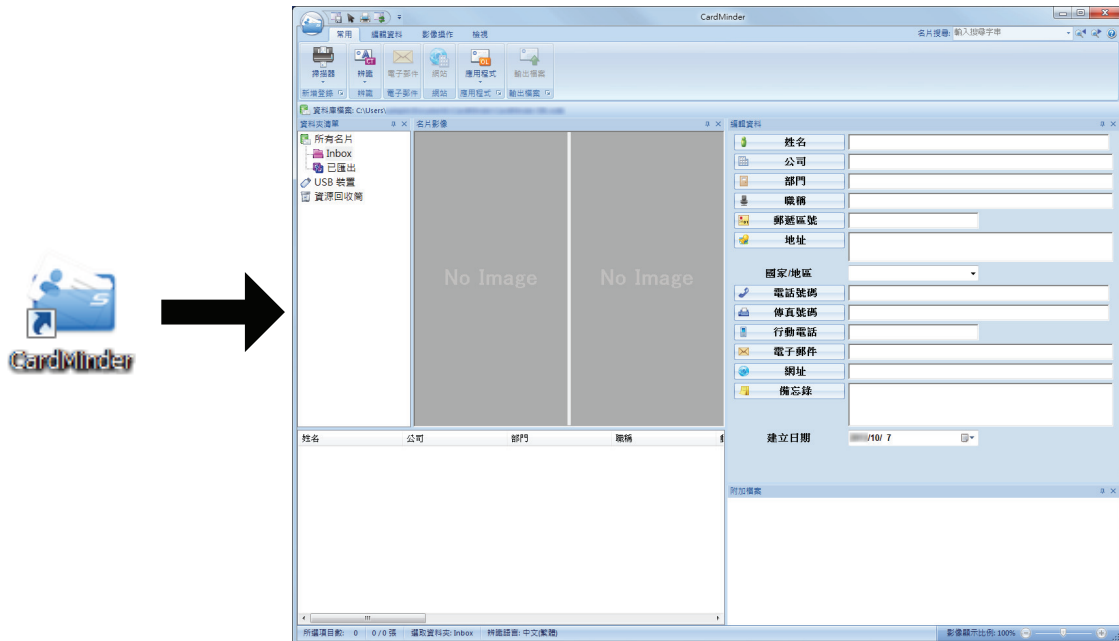 CardMinder
CardMinder
常用 編輯資料 影像操作 檢視
名片搜尋: 輸入搜尋字串
掃描器 辨識 電子郵件 網站 應用程式 輸出檔案
新增登錄 辨識 電子郵件 網站 應用程式 輸出檔案
資料庫檔案: C:\Users\
資料夾清單 名片影像 編輯資料
所有名片
Inbox
已匯出
USB 裝置
資源回收筒
No Image No Image
姓名
公司
部門
職稱
郵遞區號
地址
國家/地區
電話號碼
傳真號碼
行動電話
電子郵件
網址
備忘錄
建立日期 /10/ 7
姓名 公司 部門 職稱
附加檔案
所選項目數: 0 0 / 0 張 選取資料夾: Inbox 辨識語言: 中文(繁體) 影像顯示比例: 100%